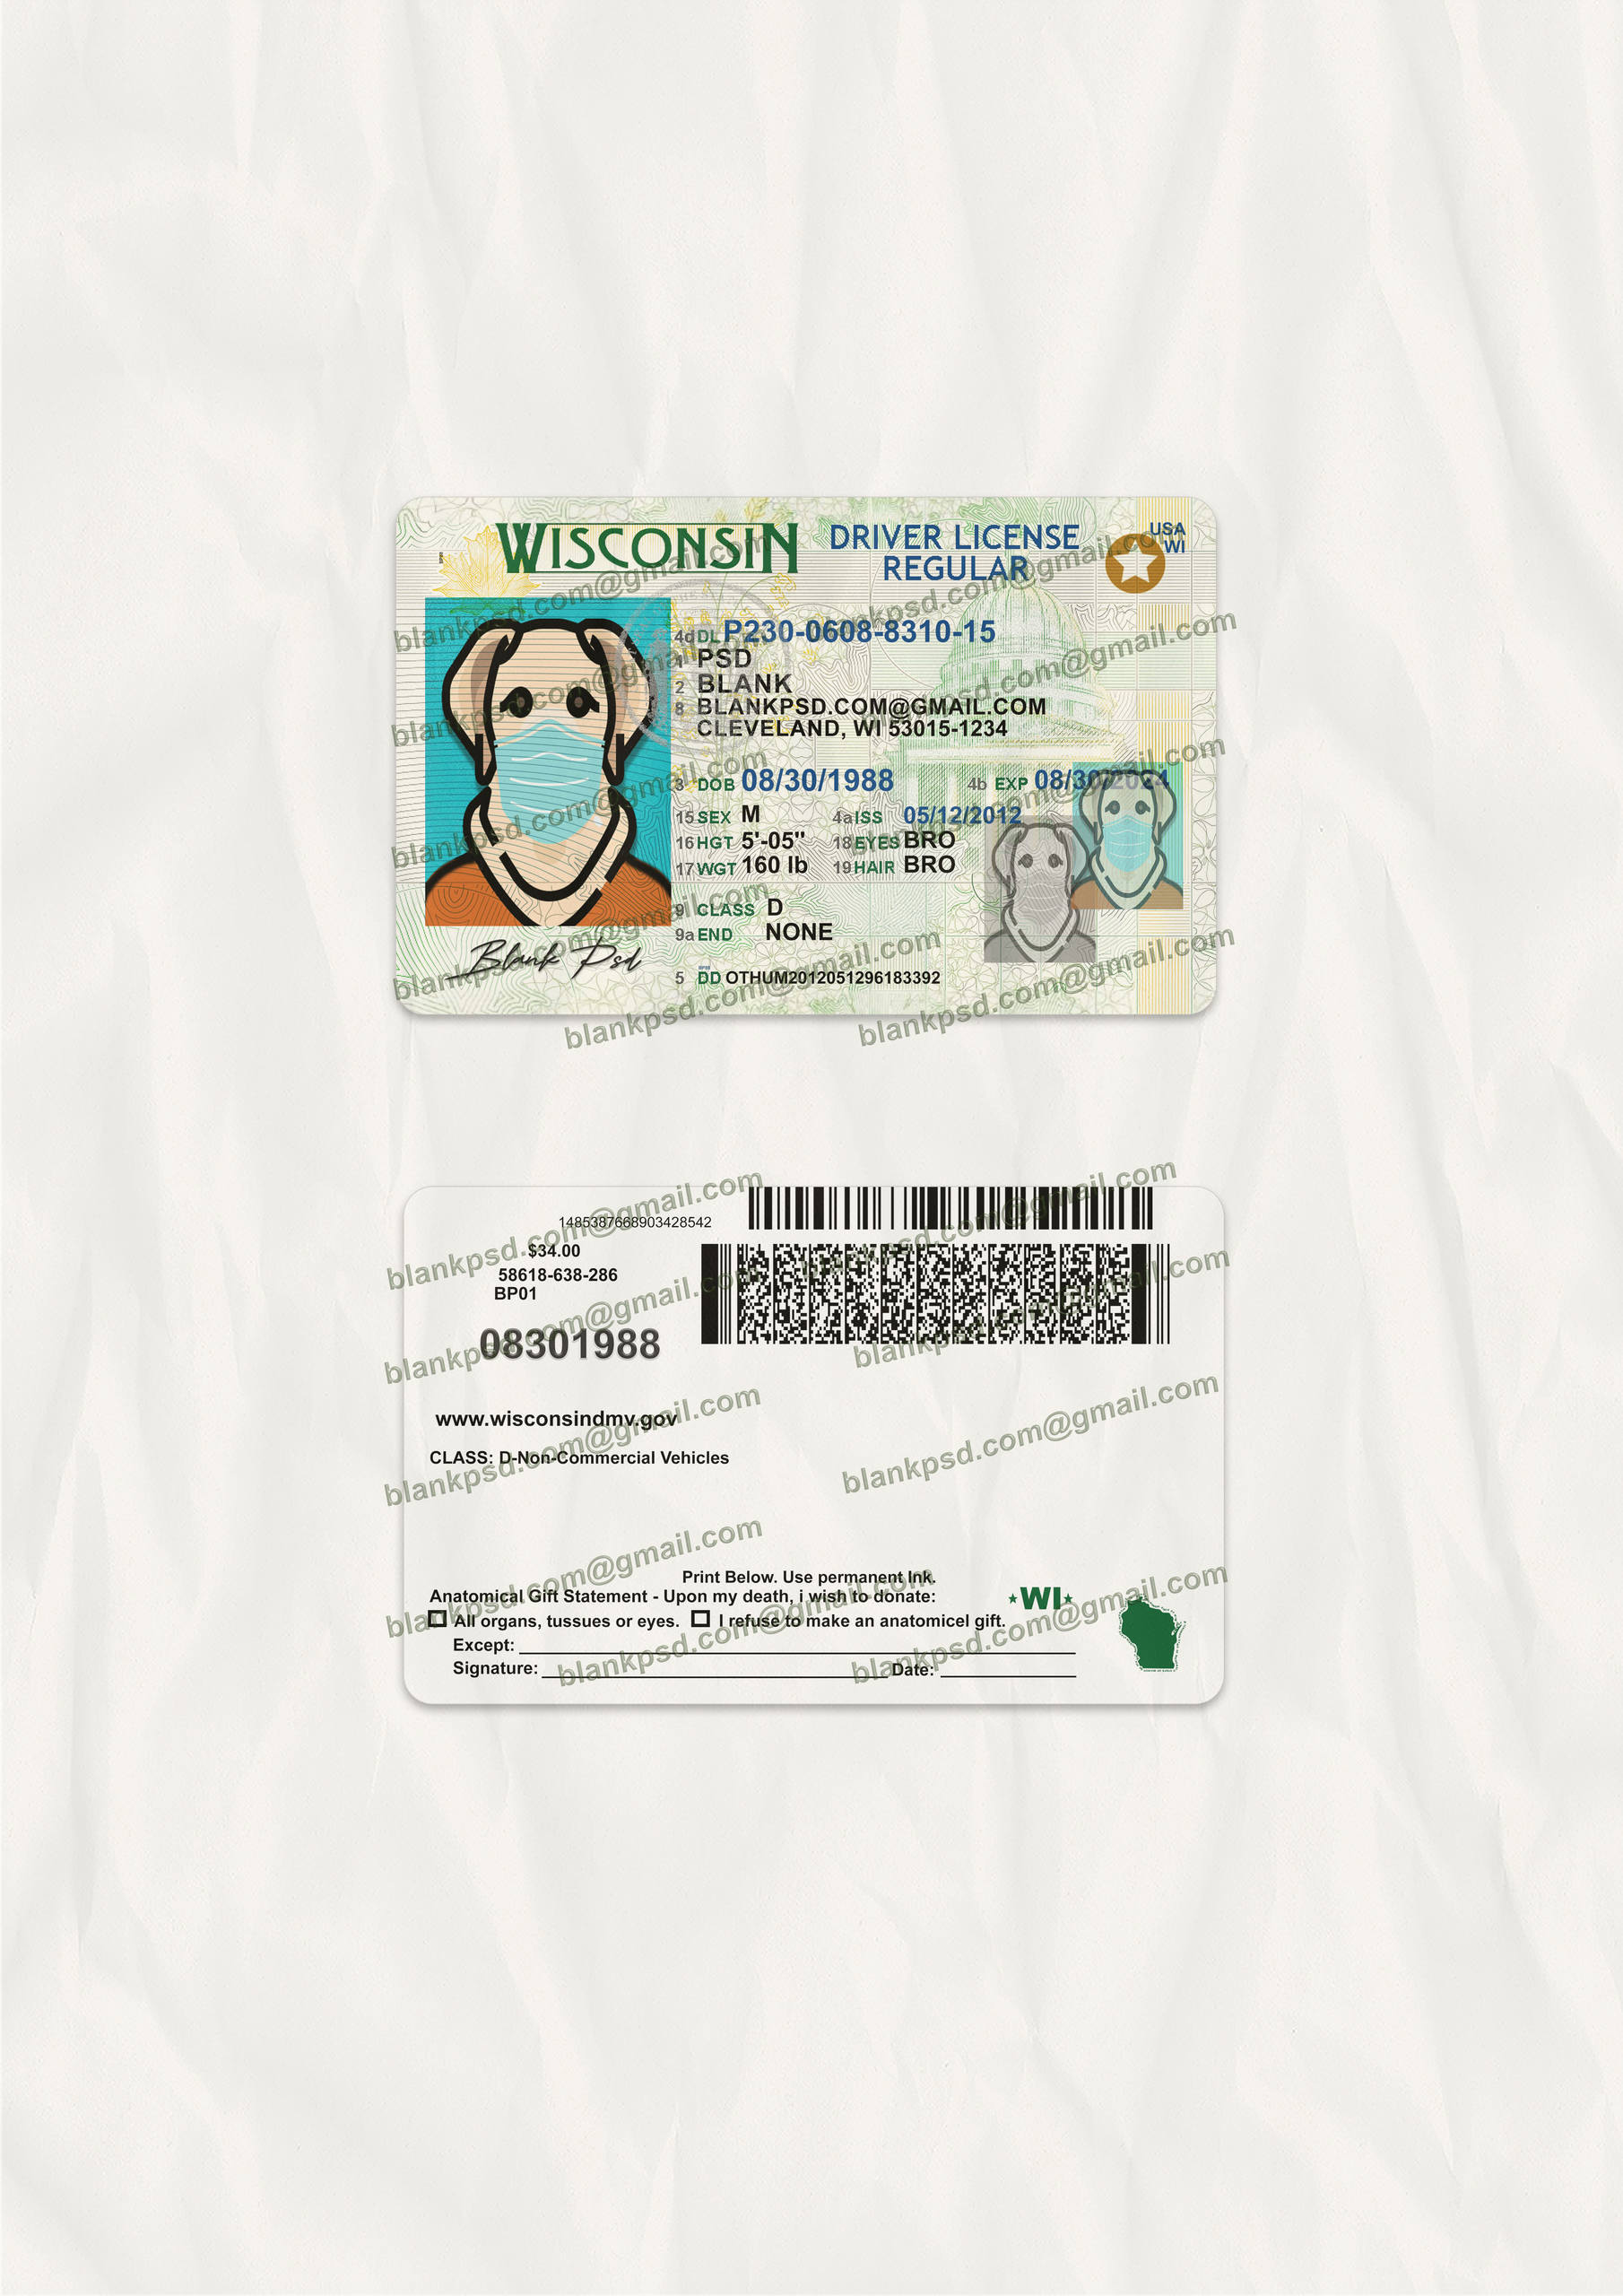 WISCONSIN
DRIVER LICENSE
REGULAR
USA
WI
4d DL P230-0608-8310-15
1 PSD
2 BLANK
8 BLANKPSD.COM@GMAIL.COM
CLEVELAND, WI 53015-1234
3 DOB 08/30/1988 4b EXP 08/30/2024
15 SEX M 4a ISS 05/12/2012
16 HGT 5'-05" 18 EYES BRO
17 WGT 160 lb 19 HAIR BRO
9 CLASS D
9a END NONE
Blank Psd
5 DD OTHUM2012051296183392
blankpsd.com@gmail.com
1485387668903428542
$34.00
58618-638-286
BP01
08301988
www.wisconsindmv.gov
CLASS: D-Non-Commercial Vehicles
Print Below. Use permanent Ink.
Anatomical Gift Statement - Upon my death, i wish to donate:
All organs, tussues or eyes. I refuse to make an anatomicel gift.
Except:
Signature: Date:
WI